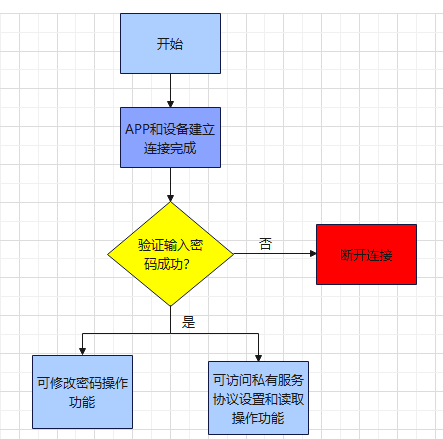 开始
APP和设备建立
连接完成
验证输入密
码成功?
否
断开连接
是
可修改密码操作
功能
可访问私有服务
协议设置和读取
操作功能